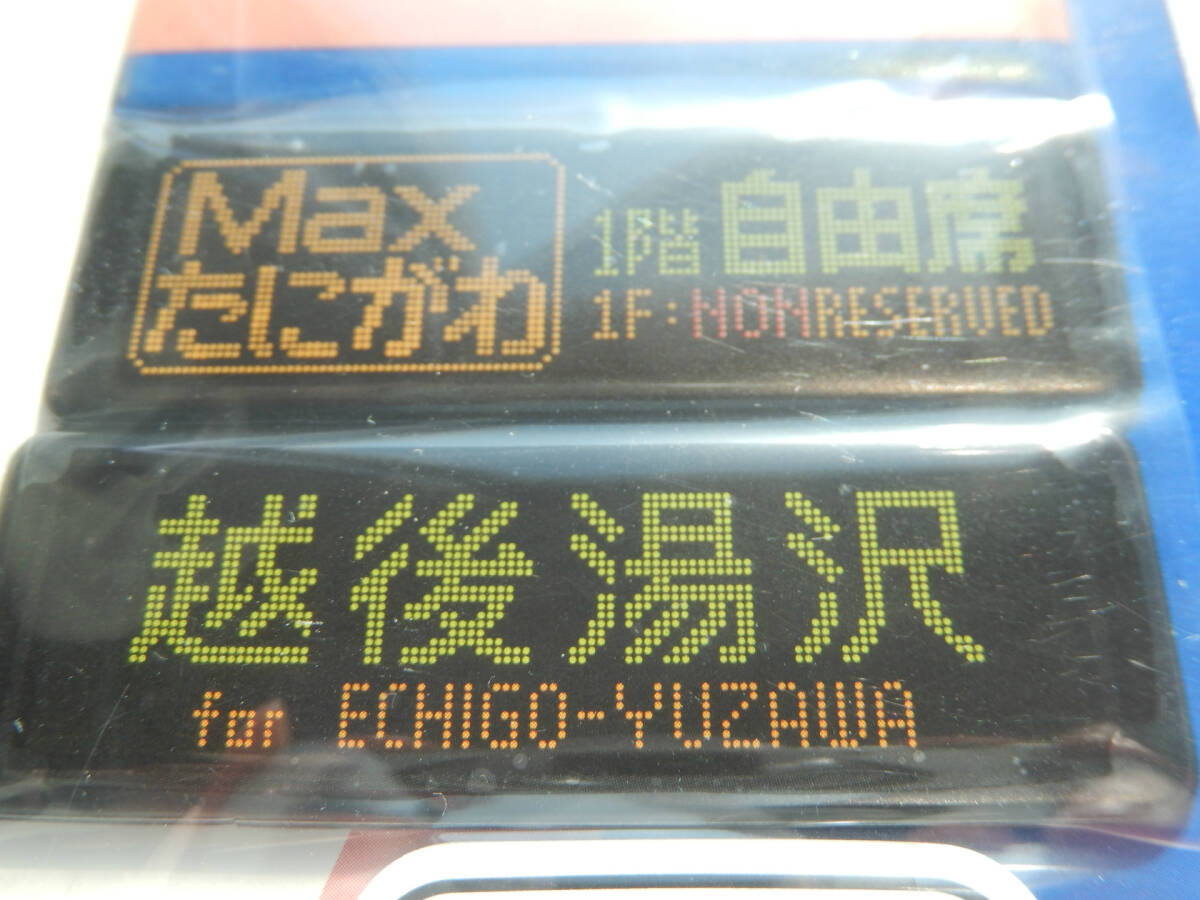 Max
たにがわ
1階 自由席
1F:NONRESERVED
越後湯沢
for ECHIGO-YUZAWA